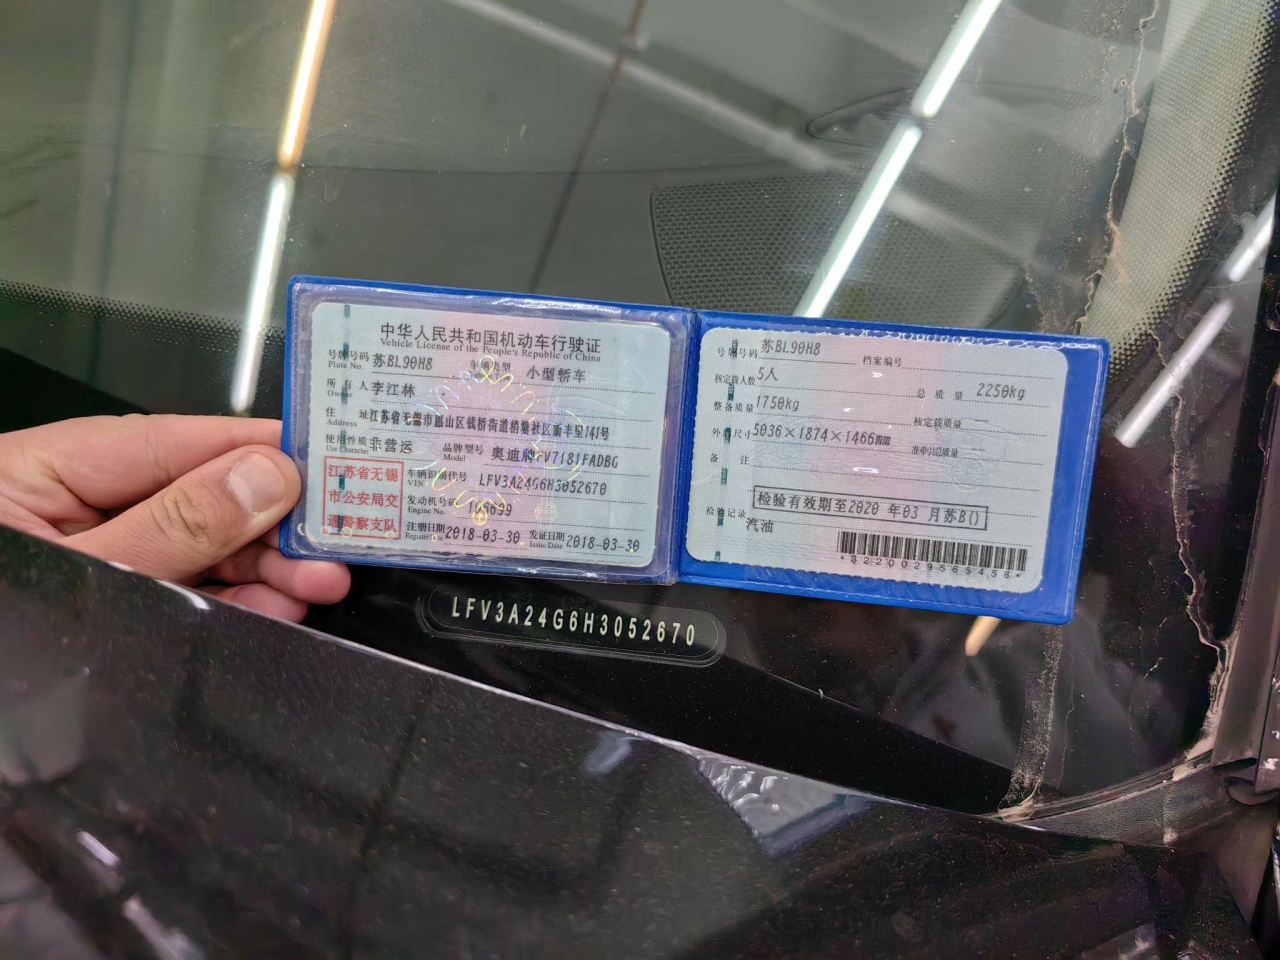 中华人民共和国机动车行驶证
Vehicle License of the People's Republic of China
号牌号码 苏BL90H8 车辆类型 小型轿车
Plate No.
所有人 李江林
Owner
住址 江苏省无锡市惠山区钱桥街道稍塘社区新丰里141号
Address
使用性质 非营运 品牌型号 奥迪牌FV7181FADBG
Use Character Model
江苏省无锡
市公安局交
通警察支队
车辆识别代号 LFV3A24G6H3052670
VIN
发动机号码
Engine No.
注册日期 2018-03-30 发证日期 2018-03-30
Register Date Issue Date
号牌号码 苏BL90H8 档案编号
核定载人数 5人 总质量 2250kg
整备质量 1750kg 核定载质量 —
外廓尺寸 5036×1874×1466mm 准牵引总质量 —
备注
检验有效期至2020年03月苏B()
检验记录
汽油
*3220029565458*
LFV3A24G6H3052670